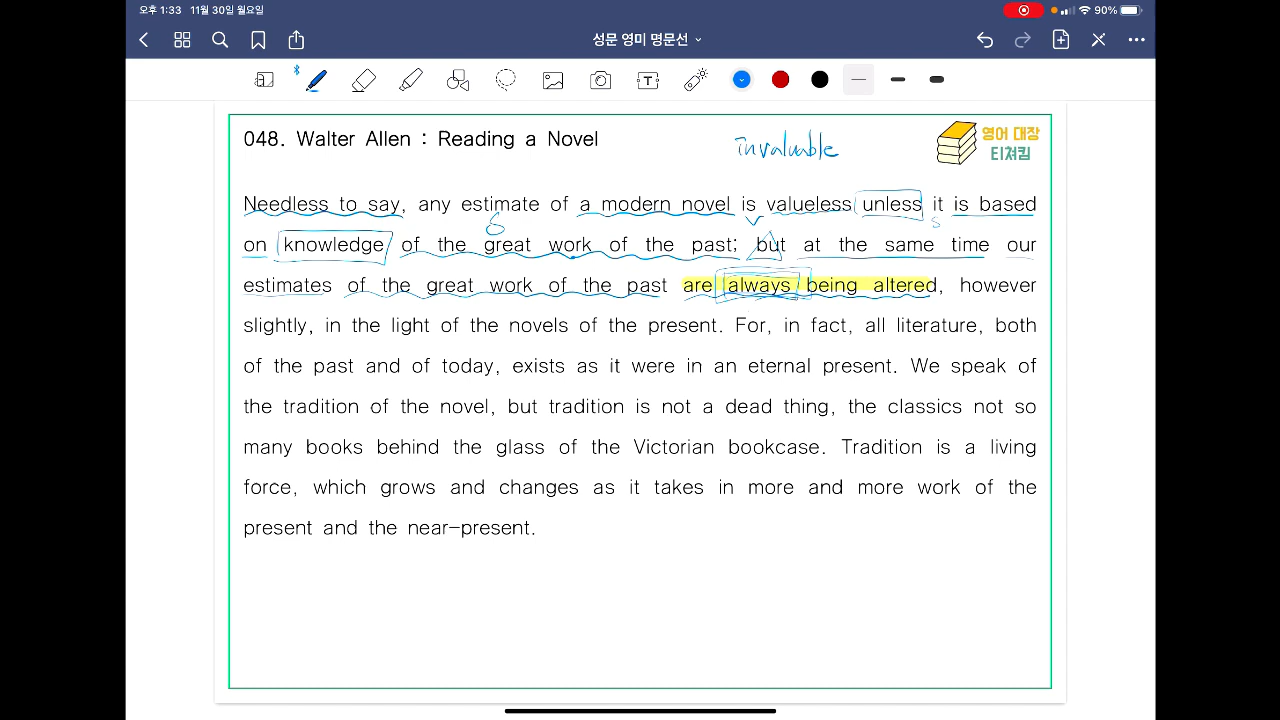 오후 1:33 11월 30일 월요일
90%
성문 영미 명문선
048. Walter Allen : Reading a Novel
invaluable
영어 대장
티쳐킴
Needless to say, any estimate of a modern novel is valueless unless it is based
on knowledge of the great work of the past; but at the same time our
estimates of the great work of the past are always being altered, however
slightly, in the light of the novels of the present. For, in fact, all literature, both
of the past and of today, exists as it were in an eternal present. We speak of
the tradition of the novel, but tradition is not a dead thing, the classics not so
many books behind the glass of the Victorian bookcase. Tradition is a living
force, which grows and changes as it takes in more and more work of the
present and the near-present.